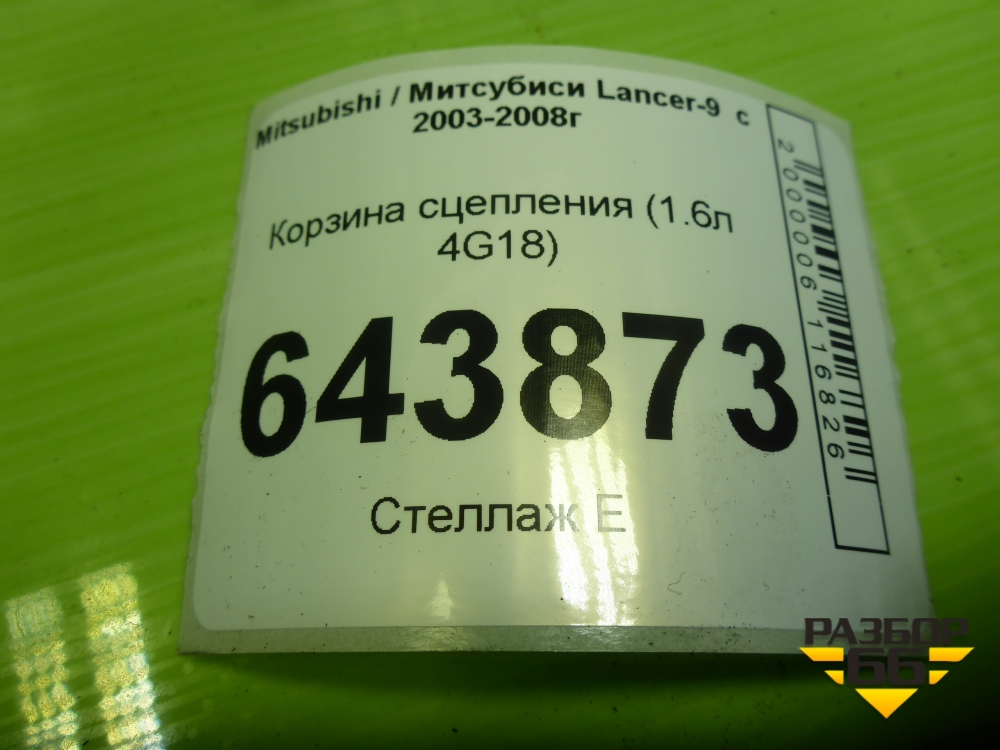 Mitsubishi / Митсубиси Lancer-9 с
2003-2008г
Корзина сцепления (1.6л
4G18)
643873
Стеллаж Е
2000006116826
РАЗБОР
66